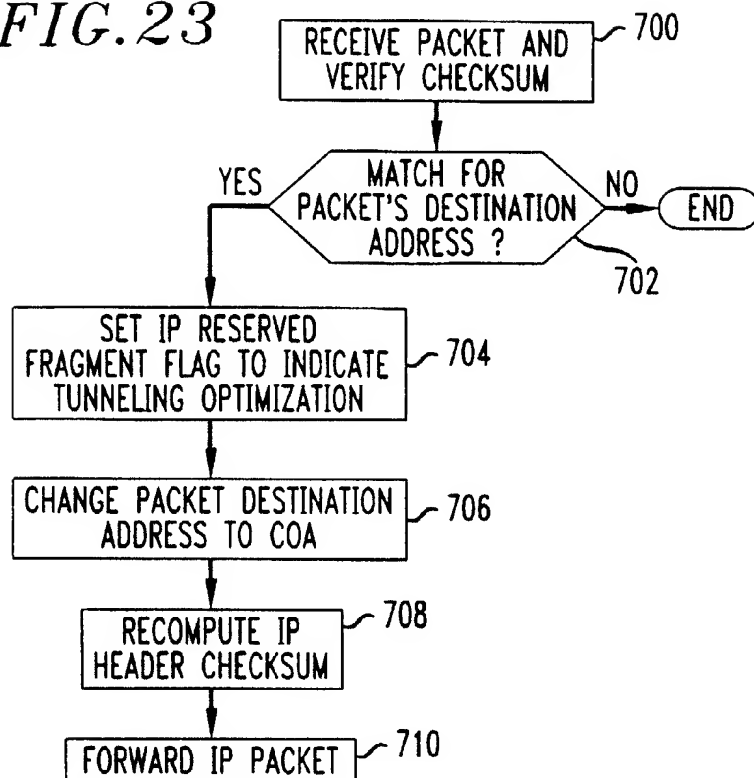 FIG. 23
RECEIVE PACKET AND
VERIFY CHECKSUM
700
MATCH FOR
PACKET'S DESTINATION
ADDRESS ?
702
YES
NO
END
SET IP RESERVED
FRAGMENT FLAG TO INDICATE
TUNNELING OPTIMIZATION
704
CHANGE PACKET DESTINATION
ADDRESS TO COA
706
RECOMPUTE IP
HEADER CHECKSUM
708
FORWARD IP PACKET
710